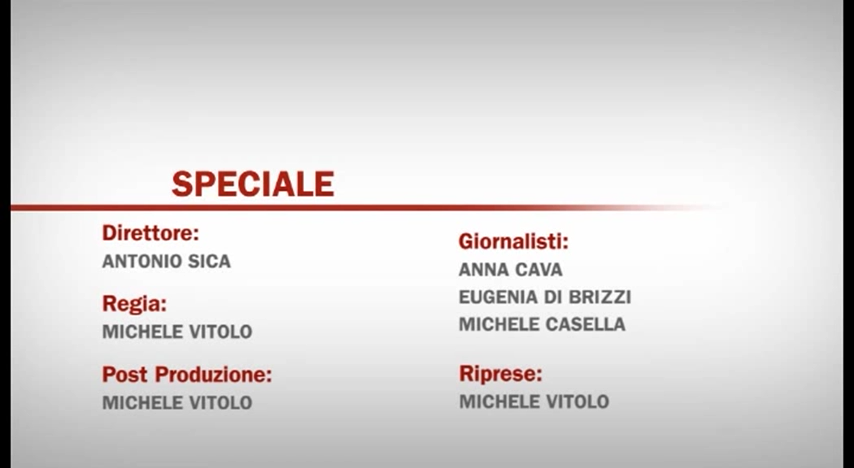 SPECIALE
Direttore:
ANTONIO SICA
Regia:
MICHELE VITOLO
Post Produzione:
MICHELE VITOLO
Giornalisti:
ANNA CAVA
EUGENIA DI BRIZZI
MICHELE CASELLA
Riprese:
MICHELE VITOLO